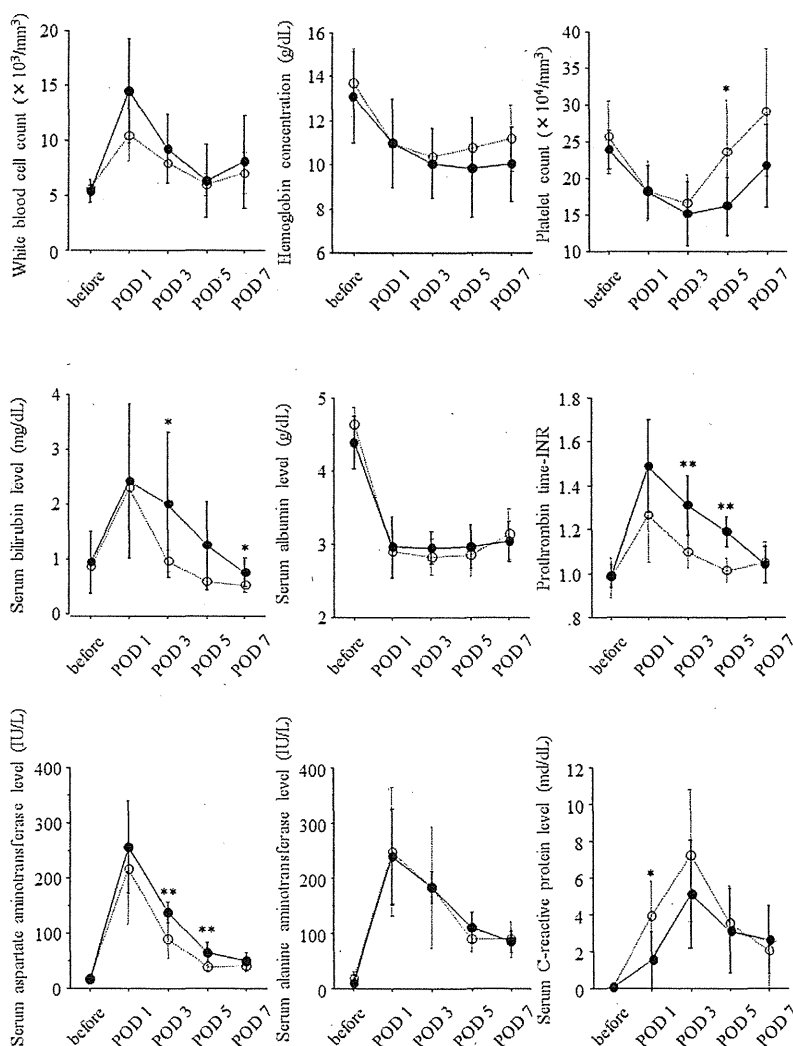 White blood cell count (×10³/mm³)
20
15
10
5
0
before
POD 1
POD 3
POD 5
POD 7
Hemoglobin concentration (g/dL)
16
14
12
10
8
6
before
POD 1
POD 3
POD 5
POD 7
Platelet count (×10⁴/mm³)
40
35
30
25
20
15
10
*
before
POD 1
POD 3
POD 5
POD 7
Serum bilirubin level (mg/dL)
4
3
2
1
0
*
*
before
POD 1
POD 3
POD 5
POD 7
Serum albumin level (g/dL)
5
4
3
2
before
POD 1
POD 3
POD 5
POD 7
Prothrombin time-INR
1.8
1.6
1.4
1.2
1.0
.8
**
**
before
POD 1
POD 3
POD 5
POD 7
Serum aspartate aminotransferase level (IU/L)
400
300
200
100
0
**
**
before
POD 1
POD 3
POD 5
POD 7
Serum alanine aminotransferase level (IU/L)
400
300
200
100
0
before
POD 1
POD 3
POD 5
POD 7
Serum C-reactive protein level (md/dL)
12
10
8
6
4
2
0
*
before
POD 1
POD 3
POD 5
POD 7